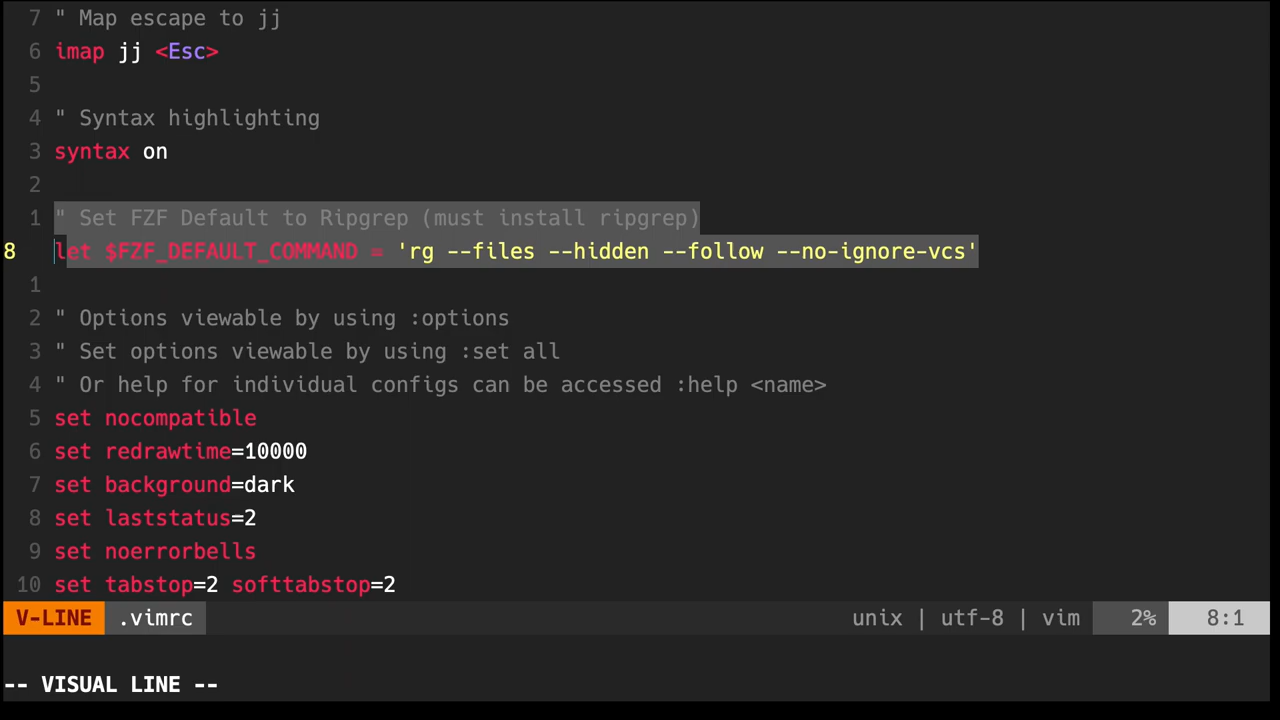 7 " Map escape to jj
6 imap jj <Esc>
5
4 " Syntax highlighting
3 syntax on
2
1 " Set FZF Default to Ripgrep (must install ripgrep)
8 let $FZF_DEFAULT_COMMAND = 'rg --files --hidden --follow --no-ignore-vcs'
1
2 " Options viewable by using :options
3 " Set options viewable by using :set all
4 " Or help for individual configs can be accessed :help <name>
5 set nocompatible
6 set redrawtime=10000
7 set background=dark
8 set laststatus=2
9 set noerrorbells
10 set tabstop=2 softtabstop=2
V-LINE .vimrc unix | utf-8 | vim 2% 8:1
-- VISUAL LINE --